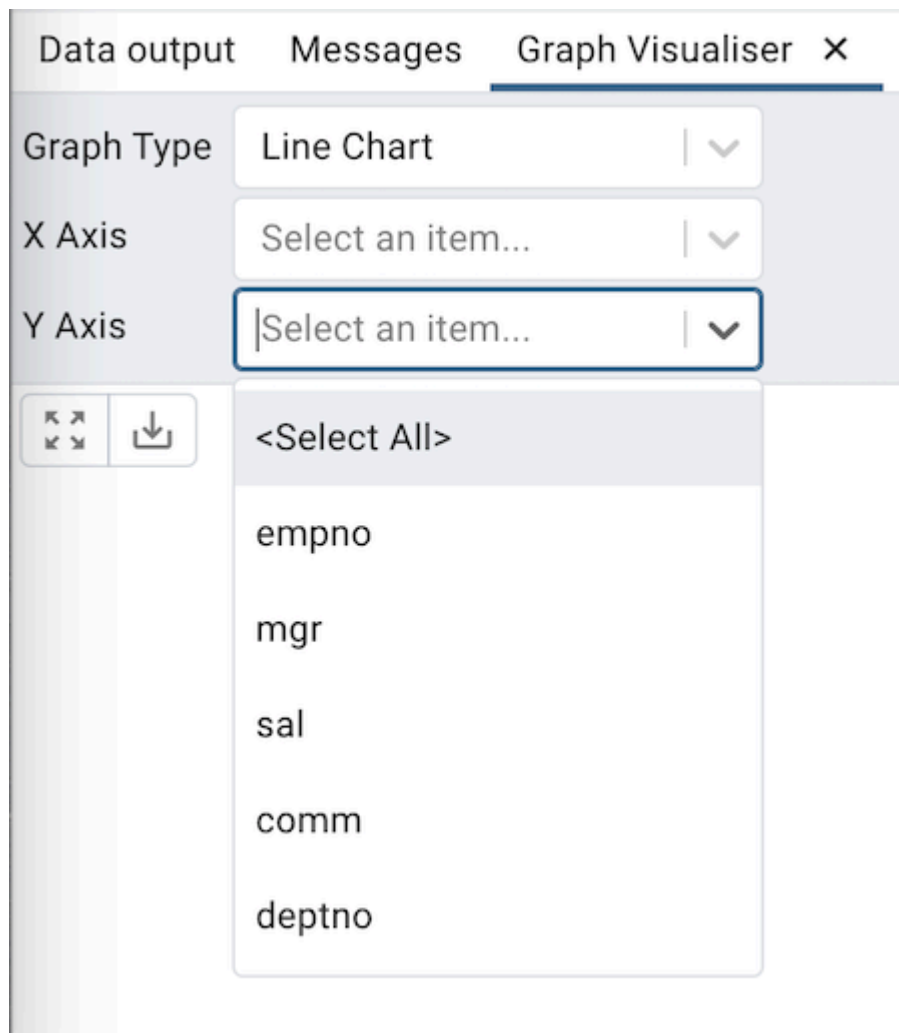 Data output Messages Graph Visualiser ×
Graph Type Line Chart
X Axis Select an item...
Y Axis Select an item...
<Select All>
empno
mgr
sal
comm
deptno